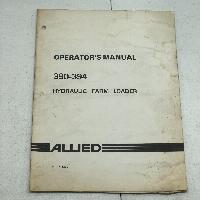 OPERATOR'S MANUAL
390-394
HYDRAULIC FARM LOADER
ALLIED